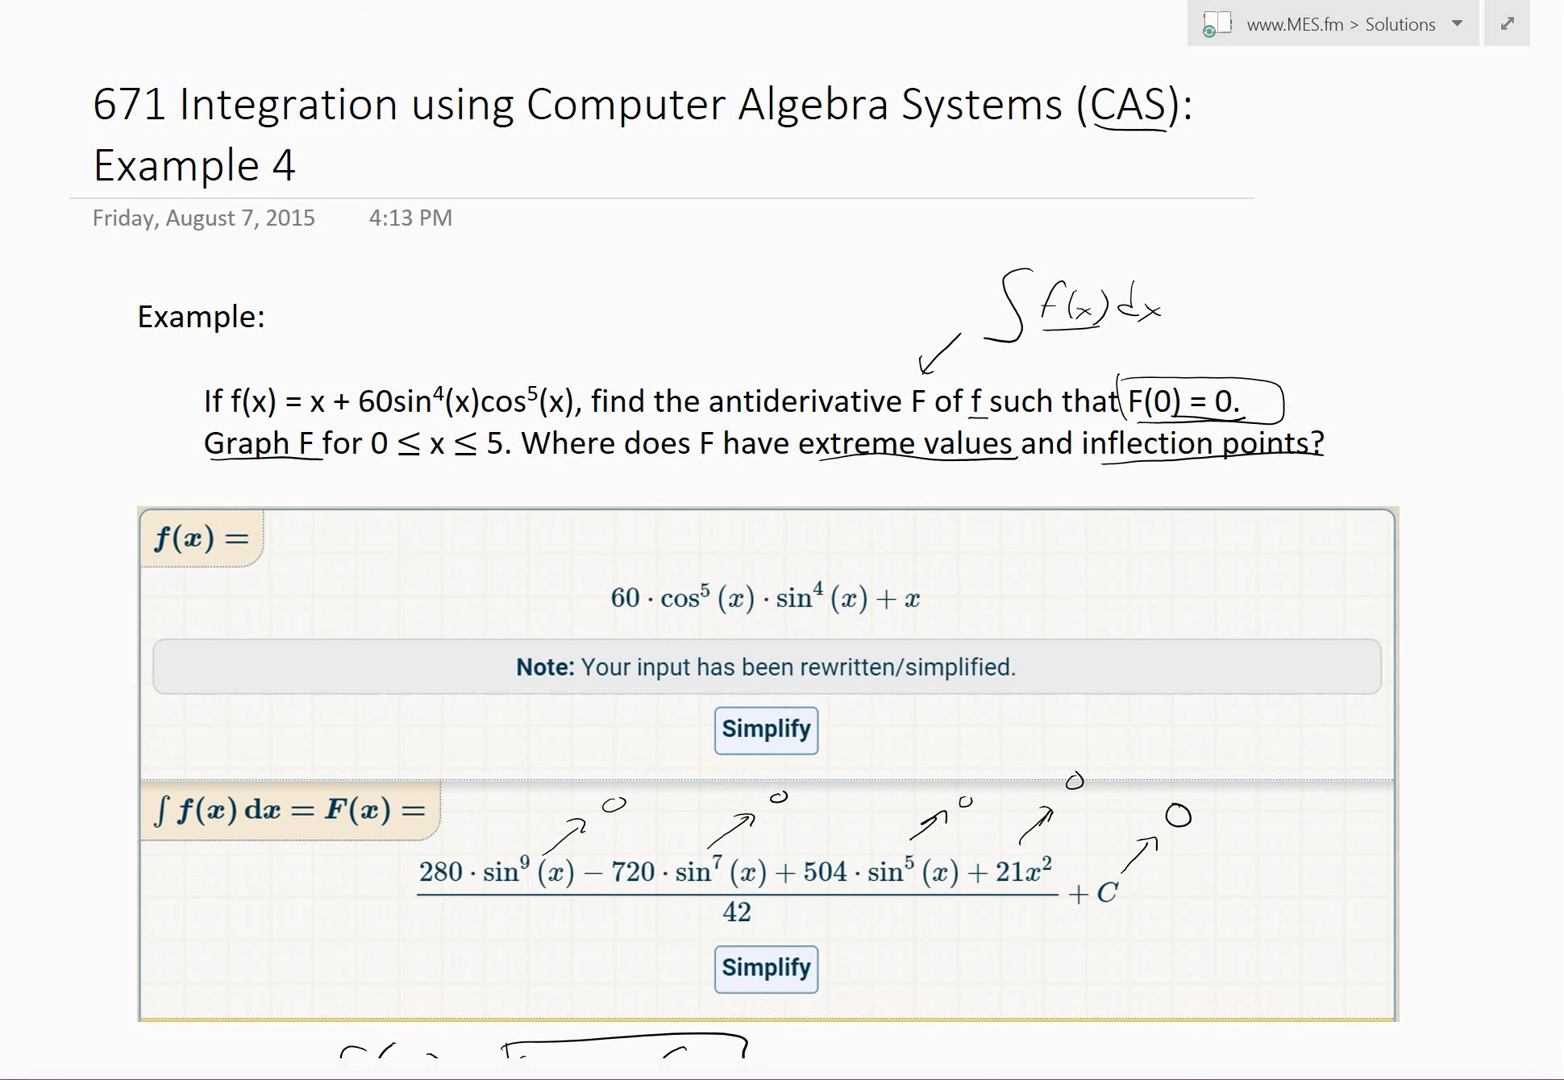 www.MES.fm > Solutions
671 Integration using Computer Algebra Systems (CAS):
Example 4
Friday, August 7, 2015 4:13 PM
∫ f(x) dx
Example:
If f(x) = x + 60sin⁴(x)cos⁵(x), find the antiderivative F of f such that F(0) = 0.
Graph F for 0 ≤ x ≤ 5. Where does F have extreme values and inflection points?
f(x) =
60 · cos⁵ (x) · sin⁴ (x) + x
Note: Your input has been rewritten/simplified.
Simplify
∫ f(x) dx = F(x) =
0 0 0 0 0
280 · sin⁹ (x) − 720 · sin⁷ (x) + 504 · sin⁵ (x) + 21x²
+ C
42
Simplify